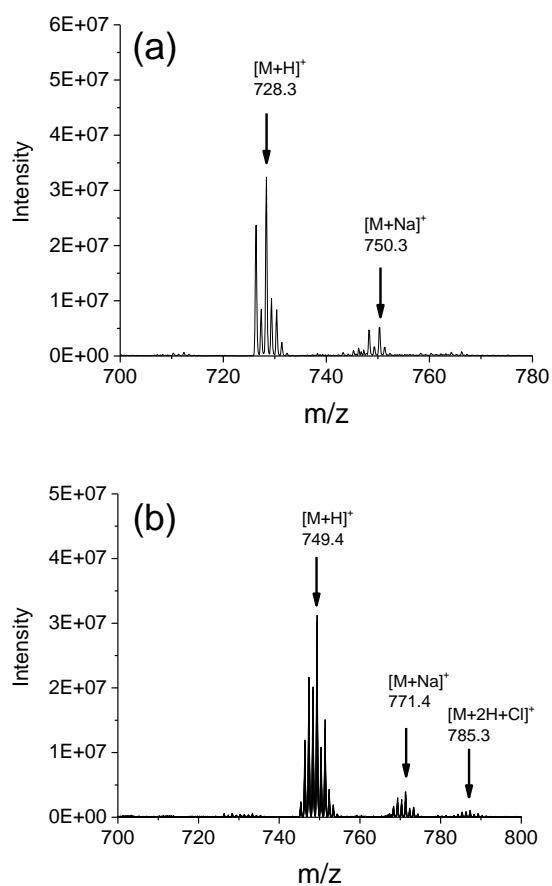 (a)
[M+H]+
728.3
[M+Na]+
750.3
6E+07
5E+07
4E+07
3E+07
2E+07
1E+07
0E+00
Intensity
700
720
740
760
780
m/z
(b)
[M+H]+
749.4
[M+Na]+
771.4
[M+2H+Cl]+
785.3
5E+07
4E+07
3E+07
2E+07
1E+07
0E+00
Intensity
700
720
740
760
780
800
m/z